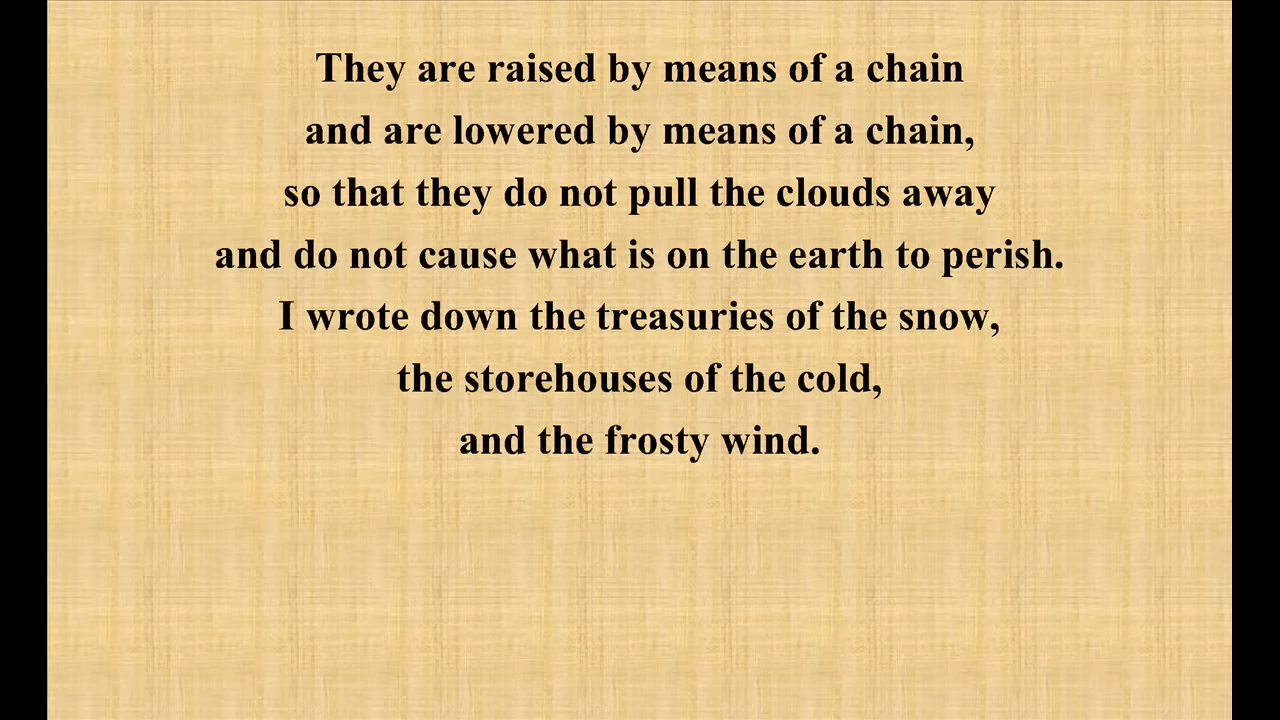 They are raised by means of a chain
and are lowered by means of a chain,
so that they do not pull the clouds away
and do not cause what is on the earth to perish.
I wrote down the treasuries of the snow,
the storehouses of the cold,
and the frosty wind.